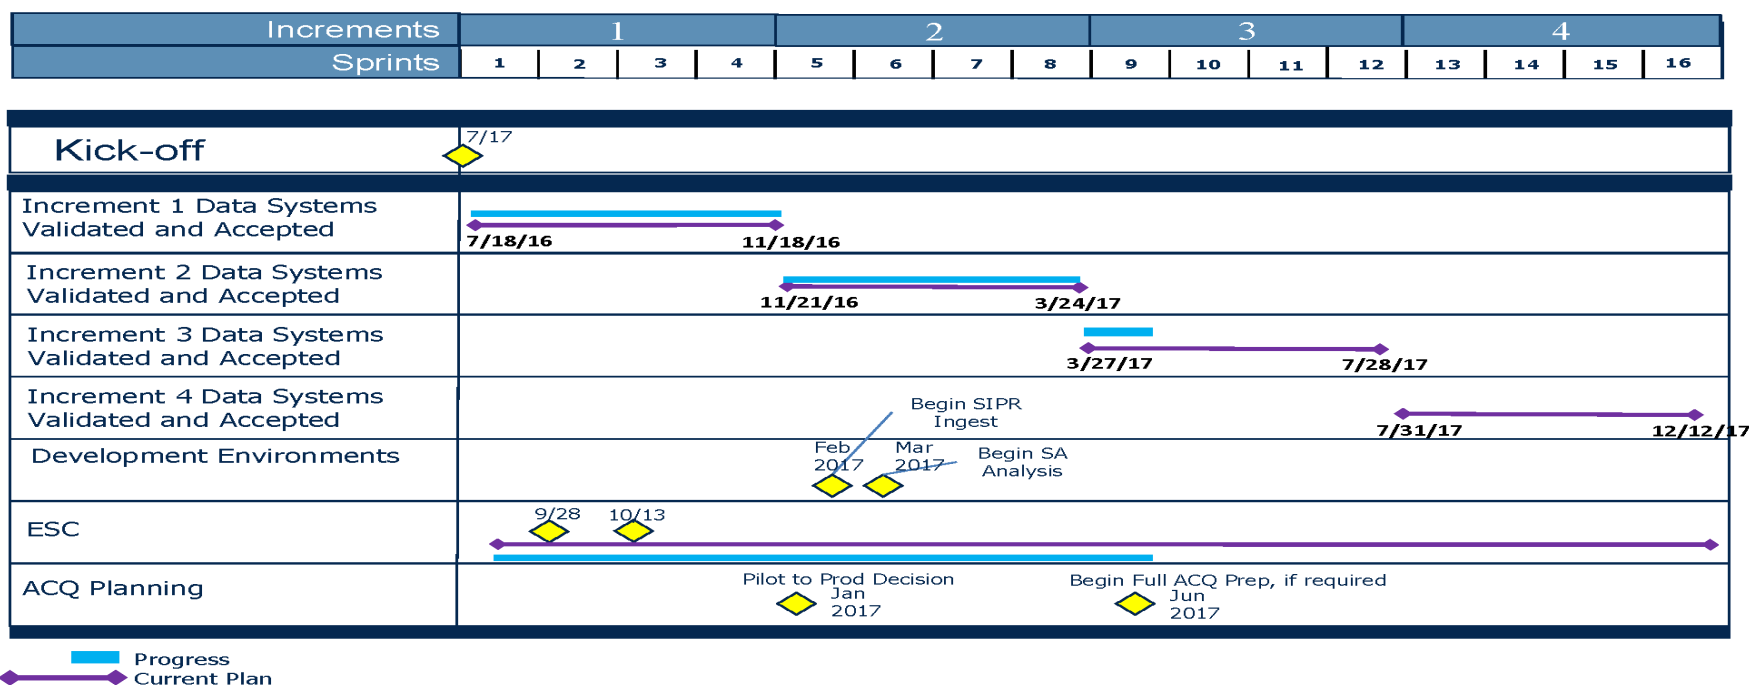 Increments 1 2 3 4
Sprints 1 2 3 4 5 6 7 8 9 10 11 12 13 14 15 16
Kick-off
7/17
Increment 1 Data Systems
Validated and Accepted
7/18/16 11/18/16
Increment 2 Data Systems
Validated and Accepted
11/21/16 3/24/17
Increment 3 Data Systems
Validated and Accepted
3/27/17 7/28/17
Increment 4 Data Systems
Validated and Accepted
7/31/17 12/12/17
Begin SIPR
Ingest
Development Environments
Feb
2017
Mar
2017
Begin SA
Analysis
ESC
9/28 10/13
ACQ Planning
Pilot to Prod Decision
Jan
2017
Begin Full ACQ Prep, if required
Jun
2017
Progress
Current Plan